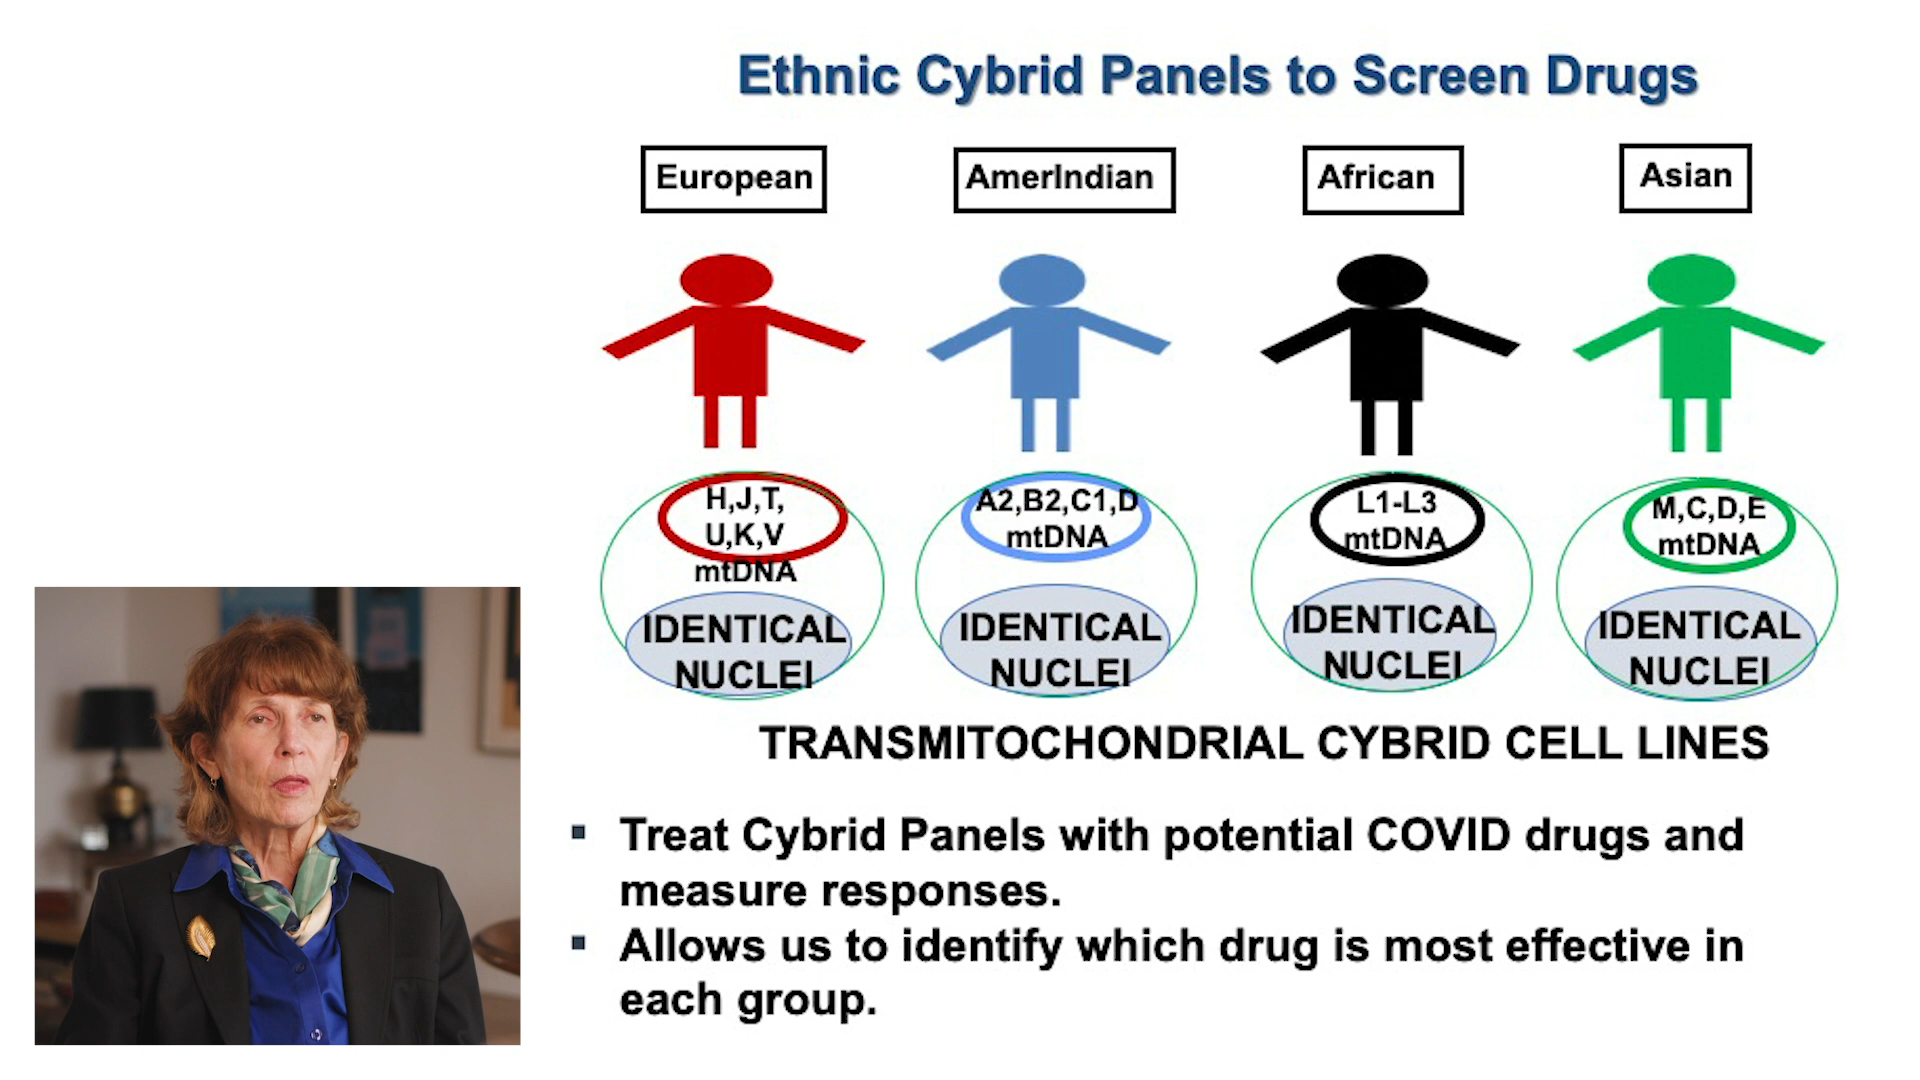 Ethnic Cybrid Panels to Screen Drugs
European
AmerIndian
African
Asian
H,J,T,
U,K,V
mtDNA
IDENTICAL
NUCLEI
A2,B2,C1,D
mtDNA
IDENTICAL
NUCLEI
L1-L3
mtDNA
IDENTICAL
NUCLEI
M,C,D,E
mtDNA
IDENTICAL
NUCLEI
TRANSMITOCHONDRIAL CYBRID CELL LINES
▪ Treat Cybrid Panels with potential COVID drugs and
measure responses.
▪ Allows us to identify which drug is most effective in
each group.